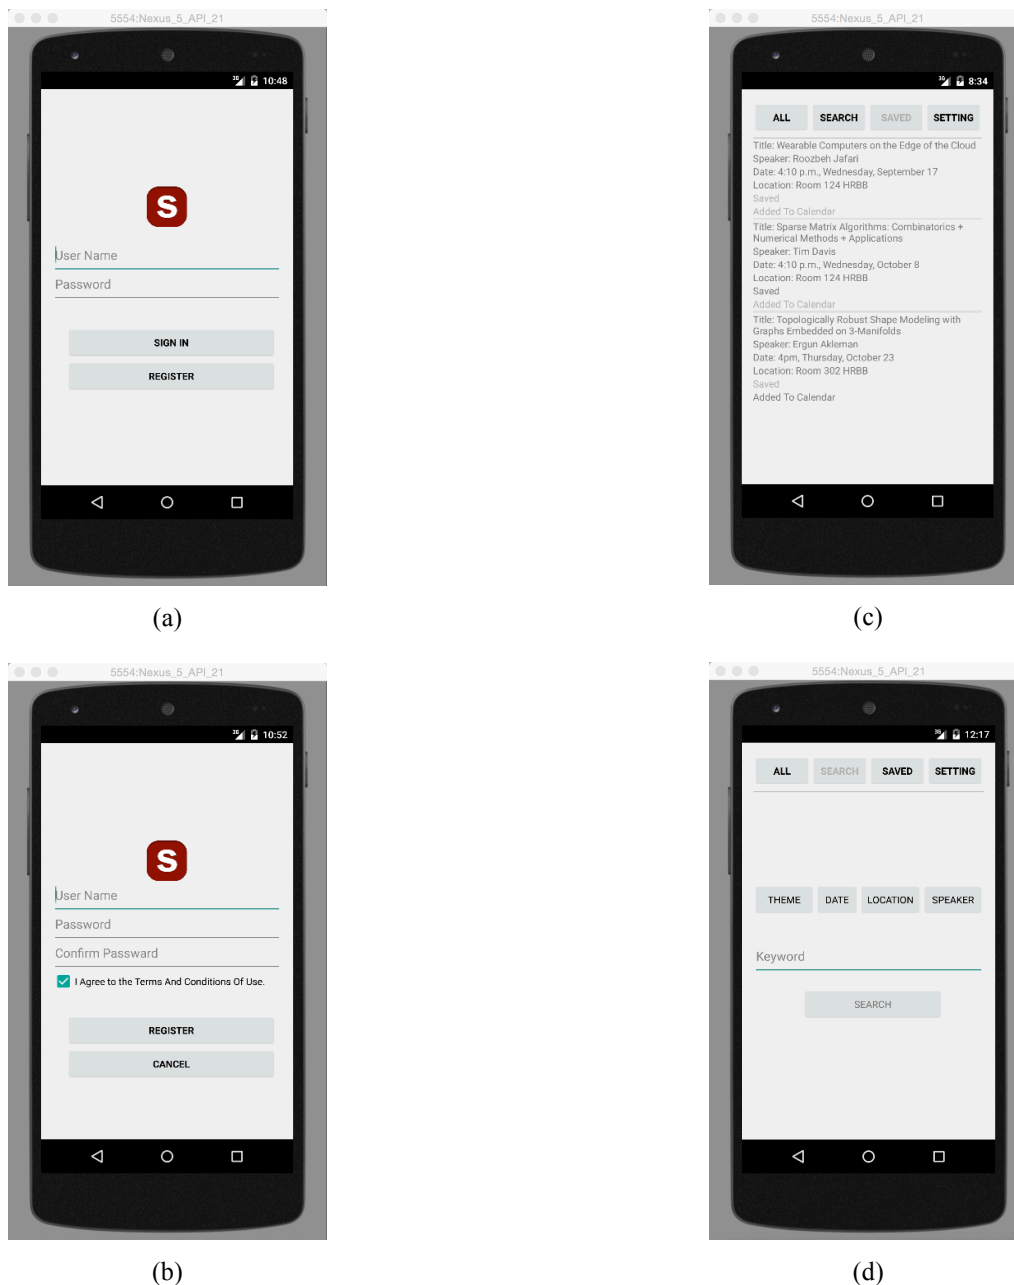 5554:Nexus_5_API_21
3G 10:48
S
User Name
Password
SIGN IN
REGISTER
(a)
5554:Nexus_5_API_21
3G 8:34
ALL SEARCH SAVED SETTING
Title: Wearable Computers on the Edge of the Cloud
Speaker: Roozbeh Jafari
Date: 4:10 p.m., Wednesday, September 17
Location: Room 124 HRBB
Saved
Added To Calendar
Title: Sparse Matrix Algorithms: Combinatorics +
Numerical Methods + Applications
Speaker: Tim Davis
Date: 4:10 p.m., Wednesday, October 8
Location: Room 124 HRBB
Saved
Added To Calendar
Title: Topologically Robust Shape Modeling with
Graphs Embedded on 3-Manifolds
Speaker: Ergun Akleman
Date: 4pm, Thursday, October 23
Location: Room 302 HRBB
Saved
Added To Calendar
(c)
5554:Nexus_5_API_21
3G 10:52
S
User Name
Password
Confirm Passward
I Agree to the Terms And Conditions Of Use.
REGISTER
CANCEL
(b)
5554:Nexus_5_API_21
3G 12:17
ALL SEARCH SAVED SETTING
THEME DATE LOCATION SPEAKER
Keyword
SEARCH
(d)